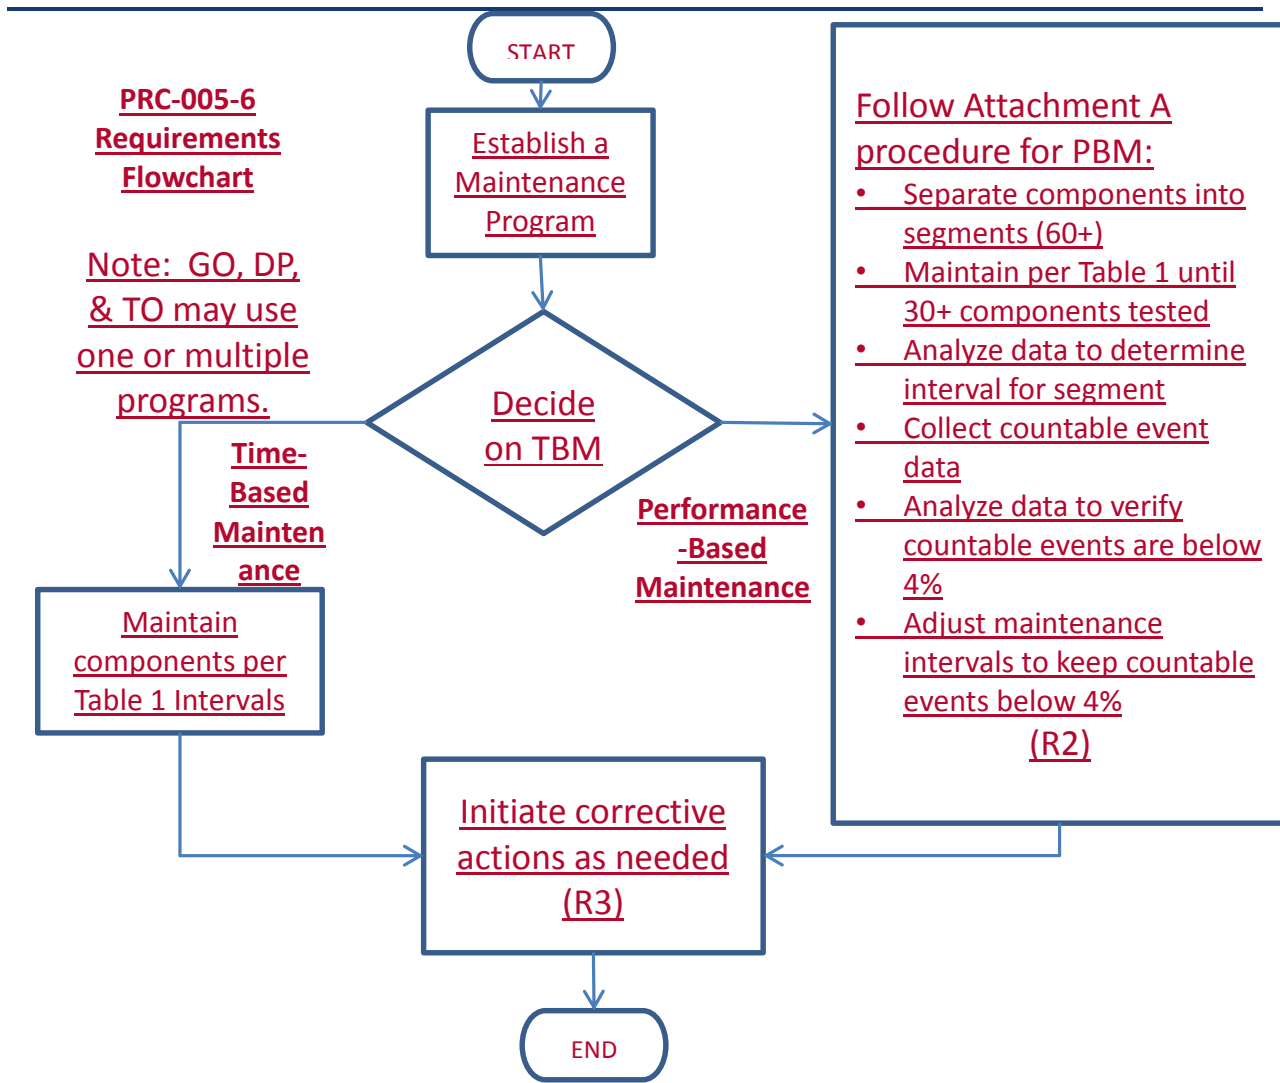 START
PRC-005-6
Requirements
Flowchart
Establish a
Maintenance
Program
Note:  GO, DP,
& TO may use
one or multiple
programs.
Decide
on TBM
Time-
Based
Mainten
ance
Performance
-Based
Maintenance
Follow Attachment A
procedure for PBM:
• Separate components into
segments (60+)
• Maintain per Table 1 until
30+ components tested
• Analyze data to determine
interval for segment
• Collect countable event
data
• Analyze data to verify
countable events are below
4%
• Adjust maintenance
intervals to keep countable
events below 4%
(R2)
Maintain
components per
Table 1 Intervals
Initiate corrective
actions as needed
(R3)
END